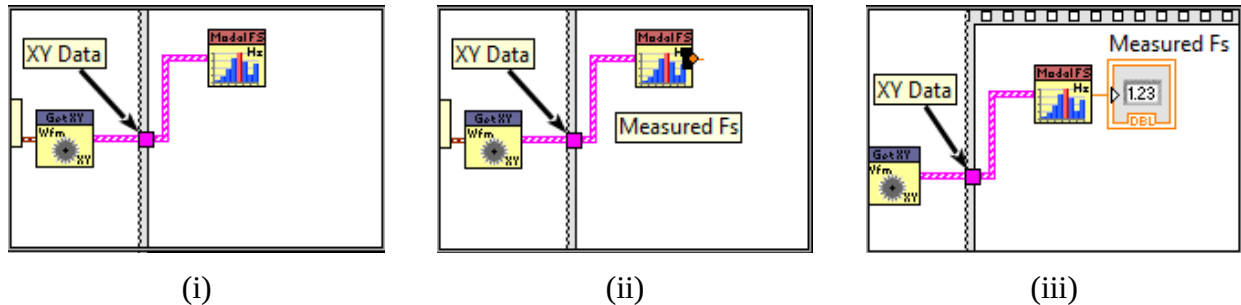 XY Data
Modal FS
Hz
Get XY
Wfm
XY
(i)
XY Data
Modal FS
Hz
Get XY
Wfm
XY
Measured Fs
(ii)
Measured Fs
XY Data
Modal FS
Hz
1.23
DBL
Get XY
Wfm
XY
(iii)